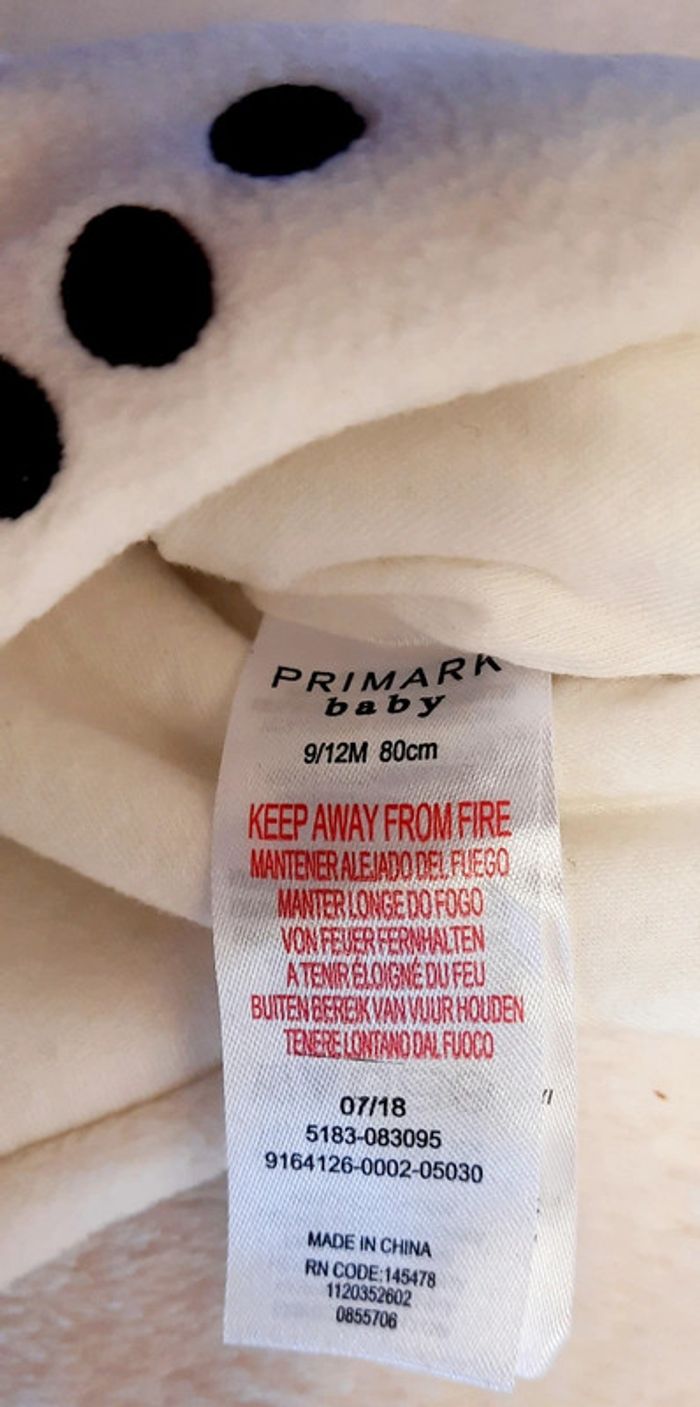 PRIMARK
baby
9/12M 80cm
KEEP AWAY FROM FIRE
MANTENER ALEJADO DEL FUEGO
MANTER LONGE DO FOGO
VON FEUER FERNHALTEN
A TENIR ÉLOIGNÉ DU FEU
BUITEN BEREIK VAN VUUR HOUDEN
TENERE LONTANO DAL FUOCO
07/18
5183-083095
9164126-0002-05030
MADE IN CHINA
RN CODE:145478
1120352602
0855706